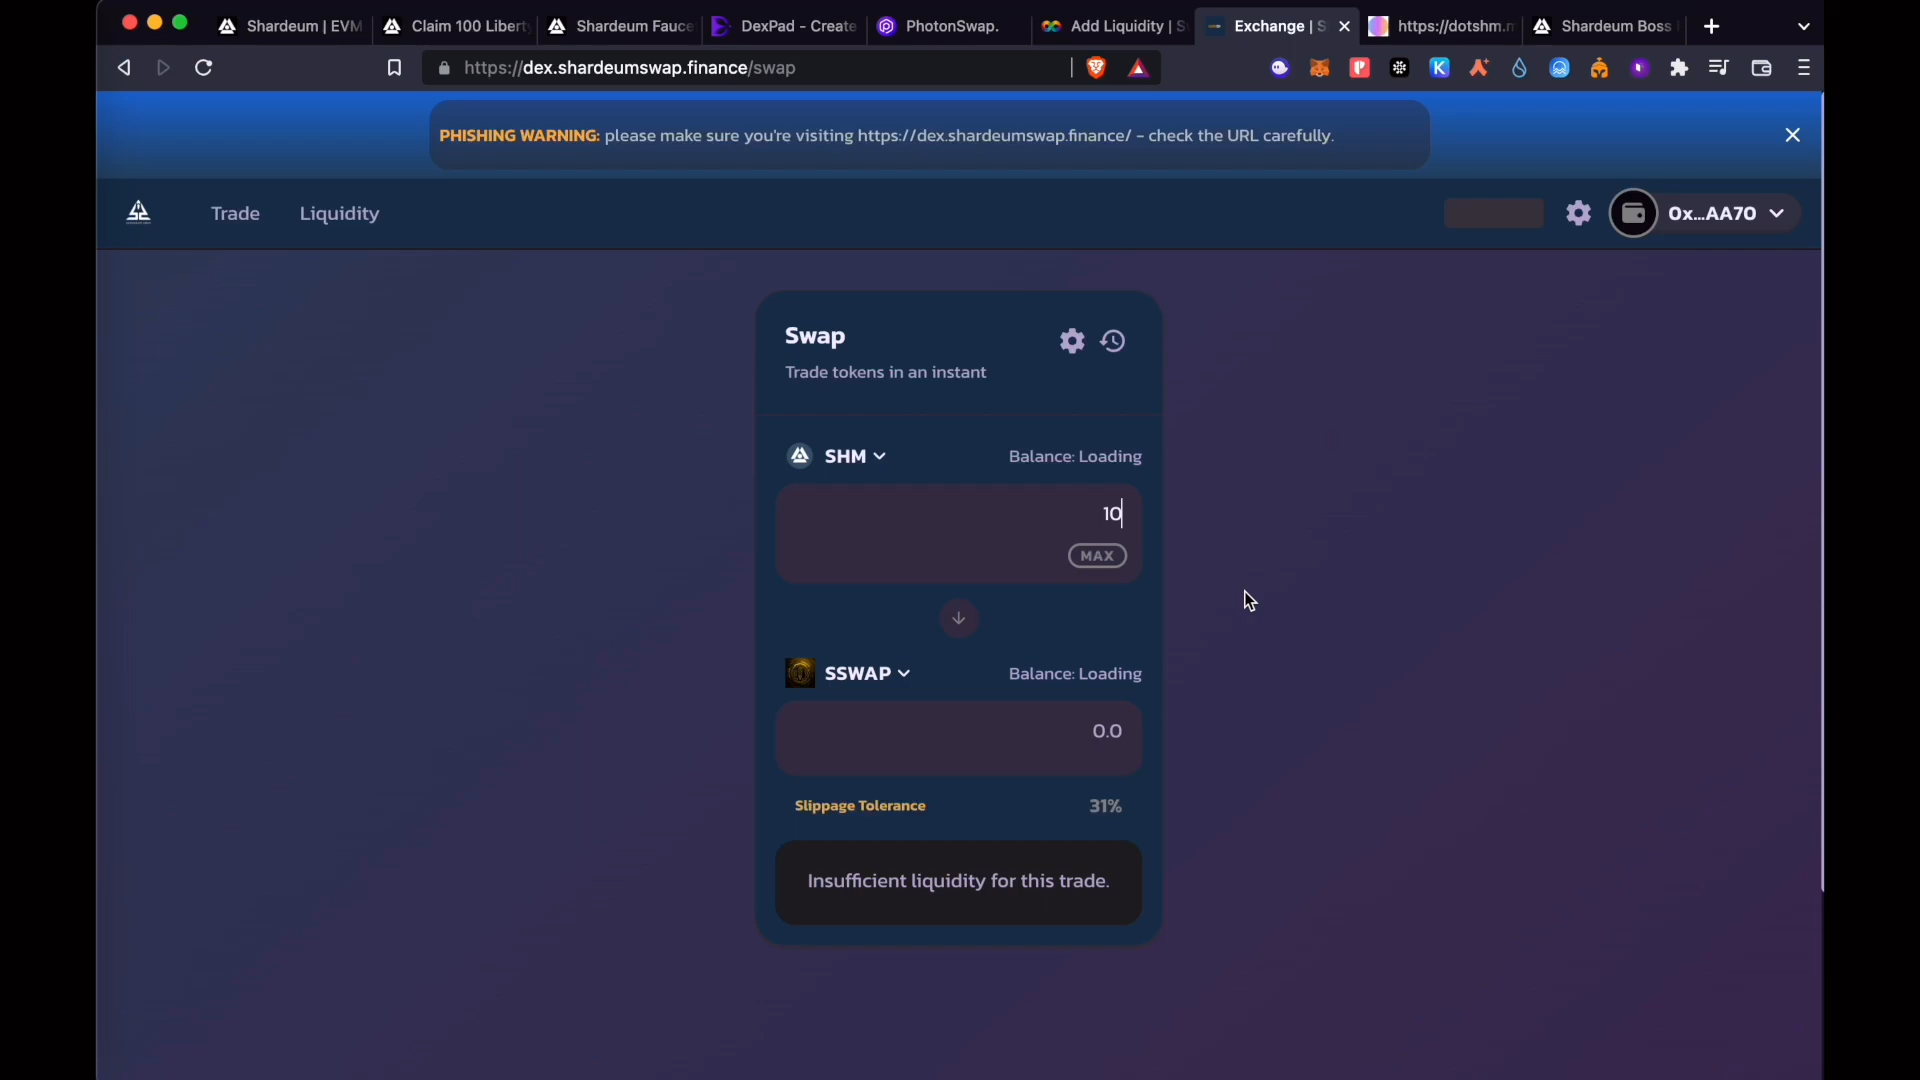 Shardeum | EVM
Claim 100 Liberty
Shardeum Fauce
DexPad - Create
PhotonSwap.
Add Liquidity | S
Exchange | S
https://dotshm.m
Shardeum Boss
https://dex.shardeumswap.finance/swap
PHISHING WARNING: please make sure you're visiting https://dex.shardeumswap.finance/ - check the URL carefully.
Trade
Liquidity
0x...AA70
Swap
Trade tokens in an instant
SHM
Balance: Loading
10
MAX
SSWAP
Balance: Loading
0.0
Slippage Tolerance
31%
Insufficient liquidity for this trade.